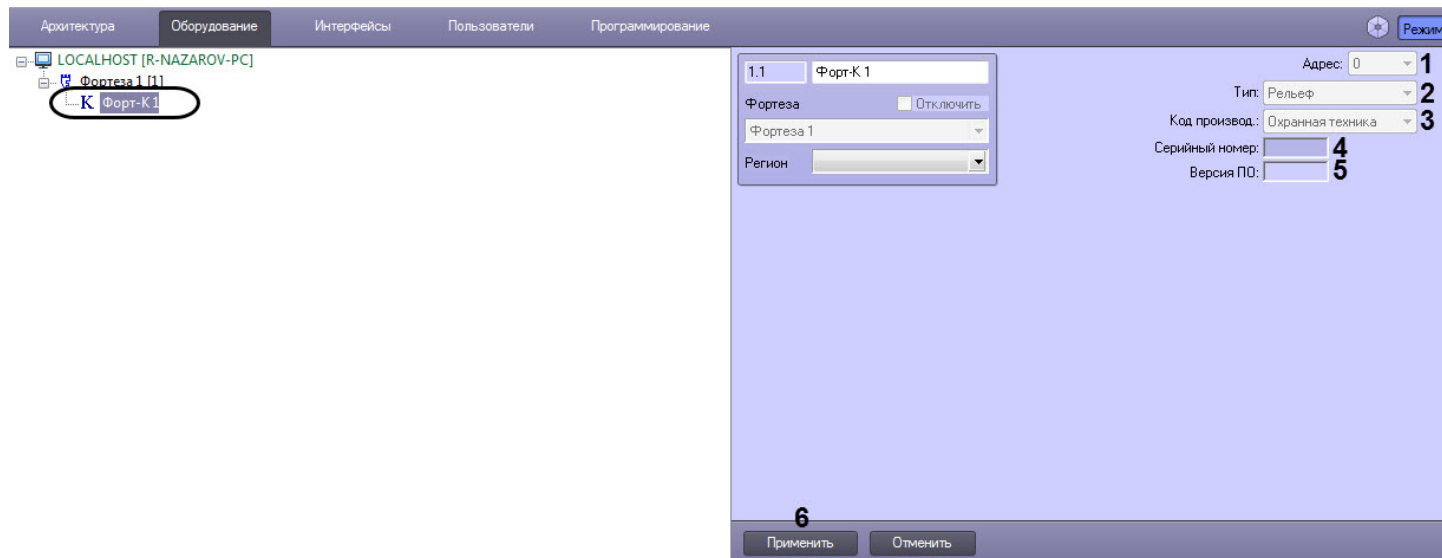 Архитектура Оборудование Интерфейсы Пользователи Программирование Режим
LOCALHOST [R-NAZAROV-PC]
Фортеза 1 [1]
К Форт-К 1
1.1 Форт-К 1
Фортеза Отключить
Фортеза 1
Регион
Адрес: 0 1
Тип: Рельеф 2
Код производ.: Охранная техника 3
Серийный номер: 4
Версия ПО: 5
6
Применить Отменить